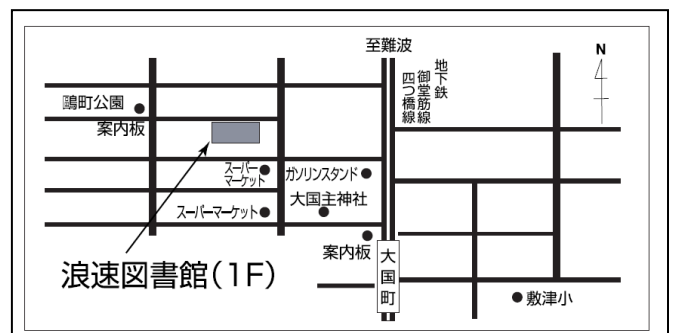 至難波
N
地下鉄
御堂筋線
四つ橋線
鷗町公園
案内板
スーパー
マーケット
ガソリンスタンド
大国主神社
スーパーマーケット
案内板
大国町
浪速図書館(1F)
敷津小